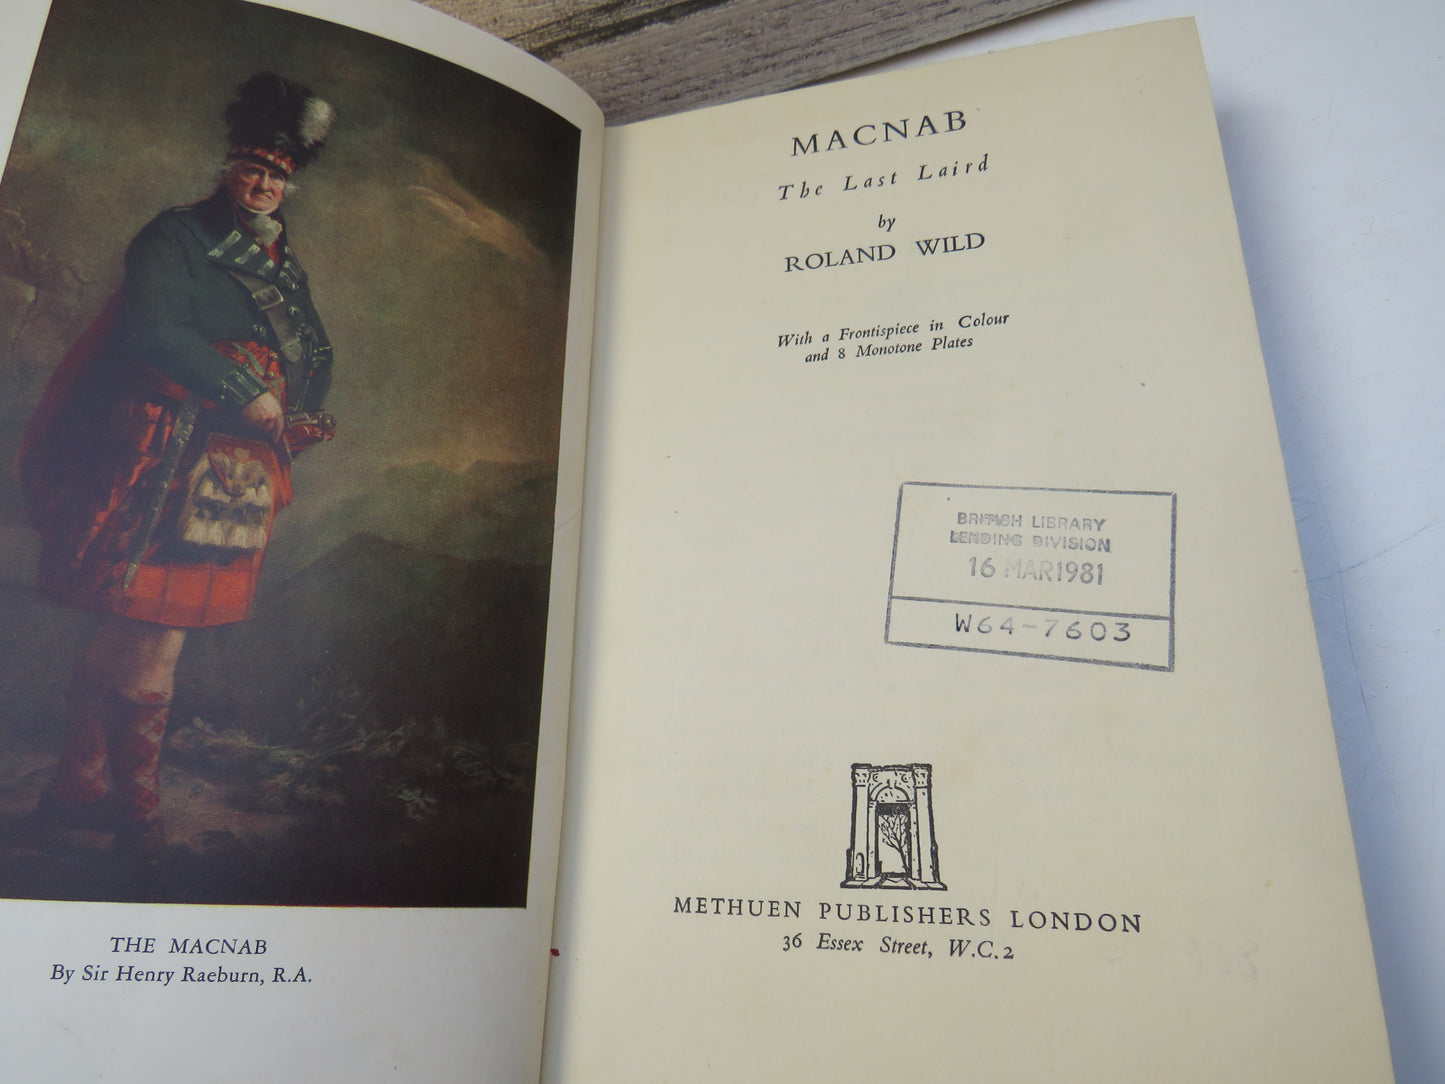 THE MACNAB
By Sir Henry Raeburn, R.A.
MACNAB
The Last Laird
by
ROLAND WILD
With a Frontispiece in Colour
and 8 Monotone Plates
BRITISH LIBRARY
LENDING DIVISION
16 MAR 1981
W64-7603
METHUEN PUBLISHERS LONDON
36 Essex Street, W.C.2